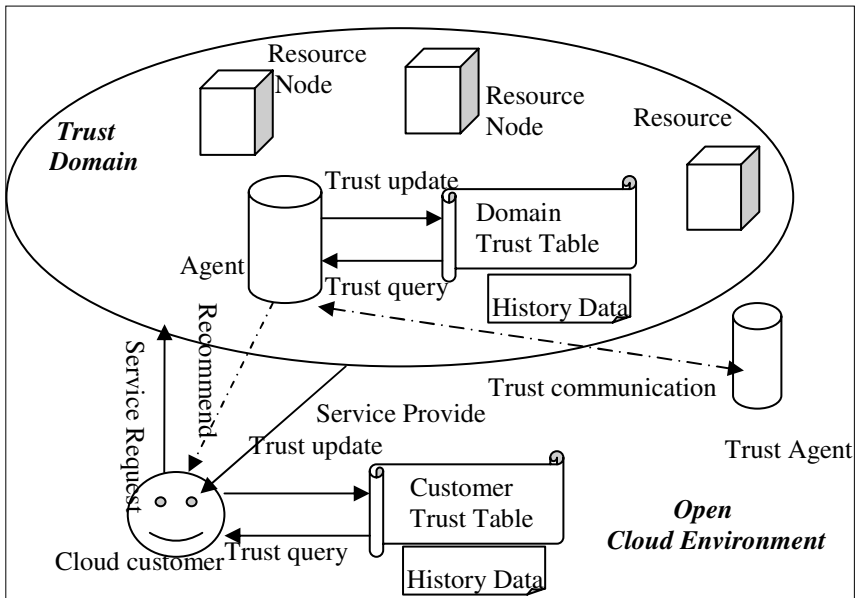 Resource
Node
Resource
Node
Resource
Trust
Domain
Trust update
Domain
Trust Table
Agent
Trust query
History Data
Recommend
Service Request
Trust communication
Service Provide
Trust update
Trust Agent
Customer
Trust Table
Open
Cloud Environment
Trust query
Cloud customer
History Data